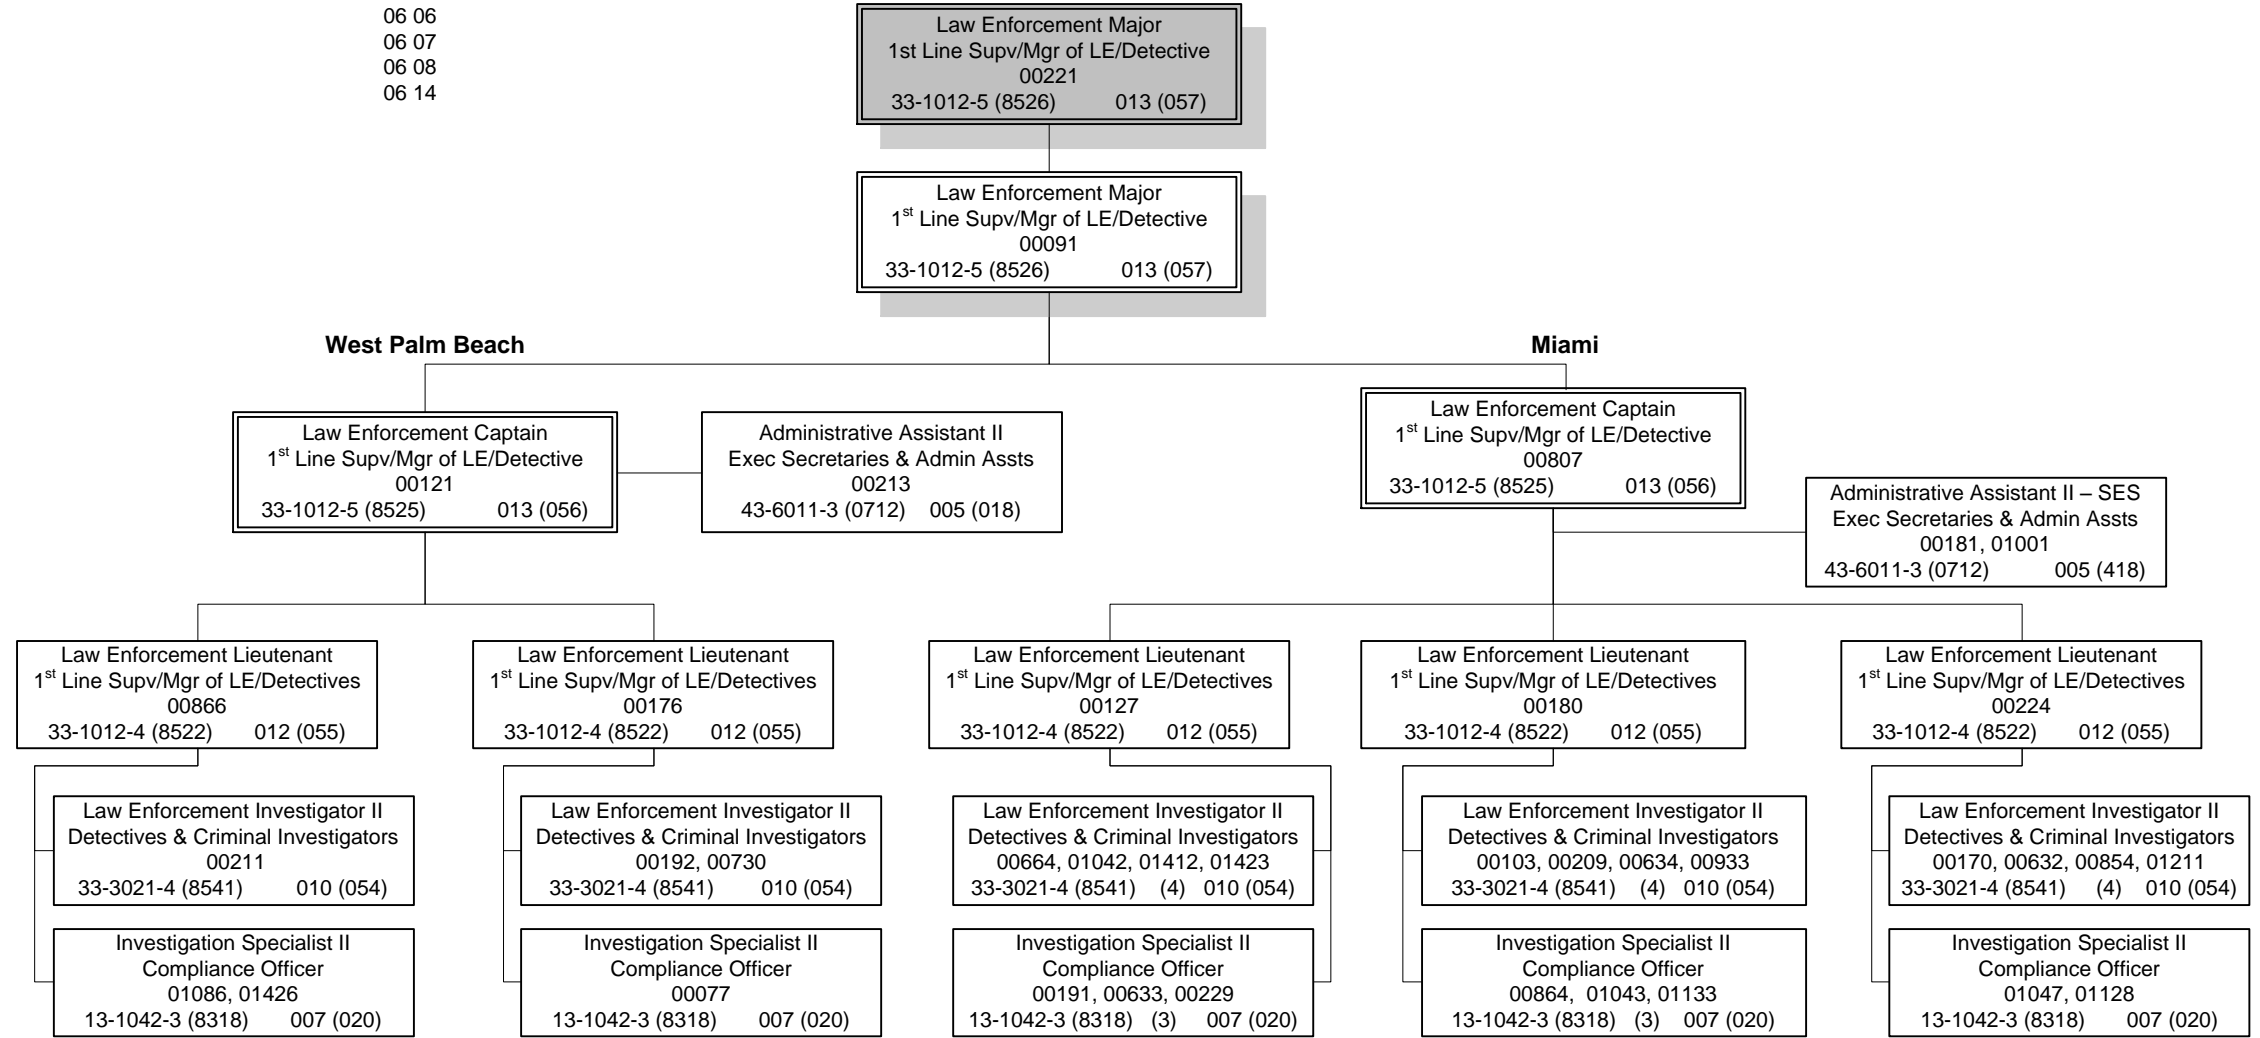 06 06
06 07
06 08
06 14
Law Enforcement Major
1st Line Supv/Mgr of LE/Detective
00221
33-1012-5 (8526) 013 (057)
Law Enforcement Major
1st Line Supv/Mgr of LE/Detective
00091
33-1012-5 (8526) 013 (057)
West Palm Beach
Miami
Law Enforcement Captain
1st Line Supv/Mgr of LE/Detective
00121
33-1012-5 (8525) 013 (056)
Administrative Assistant II
Exec Secretaries & Admin Assts
00213
43-6011-3 (0712) 005 (018)
Law Enforcement Captain
1st Line Supv/Mgr of LE/Detective
00807
33-1012-5 (8525) 013 (056)
Administrative Assistant II – SES
Exec Secretaries & Admin Assts
00181, 01001
43-6011-3 (0712) 005 (418)
Law Enforcement Lieutenant
1st Line Supv/Mgr of LE/Detectives
00866
33-1012-4 (8522) 012 (055)
Law Enforcement Lieutenant
1st Line Supv/Mgr of LE/Detectives
00176
33-1012-4 (8522) 012 (055)
Law Enforcement Lieutenant
1st Line Supv/Mgr of LE/Detectives
00127
33-1012-4 (8522) 012 (055)
Law Enforcement Lieutenant
1st Line Supv/Mgr of LE/Detectives
00180
33-1012-4 (8522) 012 (055)
Law Enforcement Lieutenant
1st Line Supv/Mgr of LE/Detectives
00224
33-1012-4 (8522) 012 (055)
Law Enforcement Investigator II
Detectives & Criminal Investigators
00211
33-3021-4 (8541) 010 (054)
Law Enforcement Investigator II
Detectives & Criminal Investigators
00192, 00730
33-3021-4 (8541) 010 (054)
Law Enforcement Investigator II
Detectives & Criminal Investigators
00664, 01042, 01412, 01423
33-3021-4 (8541) (4) 010 (054)
Law Enforcement Investigator II
Detectives & Criminal Investigators
00103, 00209, 00634, 00933
33-3021-4 (8541) (4) 010 (054)
Law Enforcement Investigator II
Detectives & Criminal Investigators
00170, 00632, 00854, 01211
33-3021-4 (8541) (4) 010 (054)
Investigation Specialist II
Compliance Officer
01086, 01426
13-1042-3 (8318) 007 (020)
Investigation Specialist II
Compliance Officer
00077
13-1042-3 (8318) 007 (020)
Investigation Specialist II
Compliance Officer
00191, 00633, 00229
13-1042-3 (8318) (3) 007 (020)
Investigation Specialist II
Compliance Officer
00864, 01043, 01133
13-1042-3 (8318) (3) 007 (020)
Investigation Specialist II
Compliance Officer
01047, 01128
13-1042-3 (8318) 007 (020)